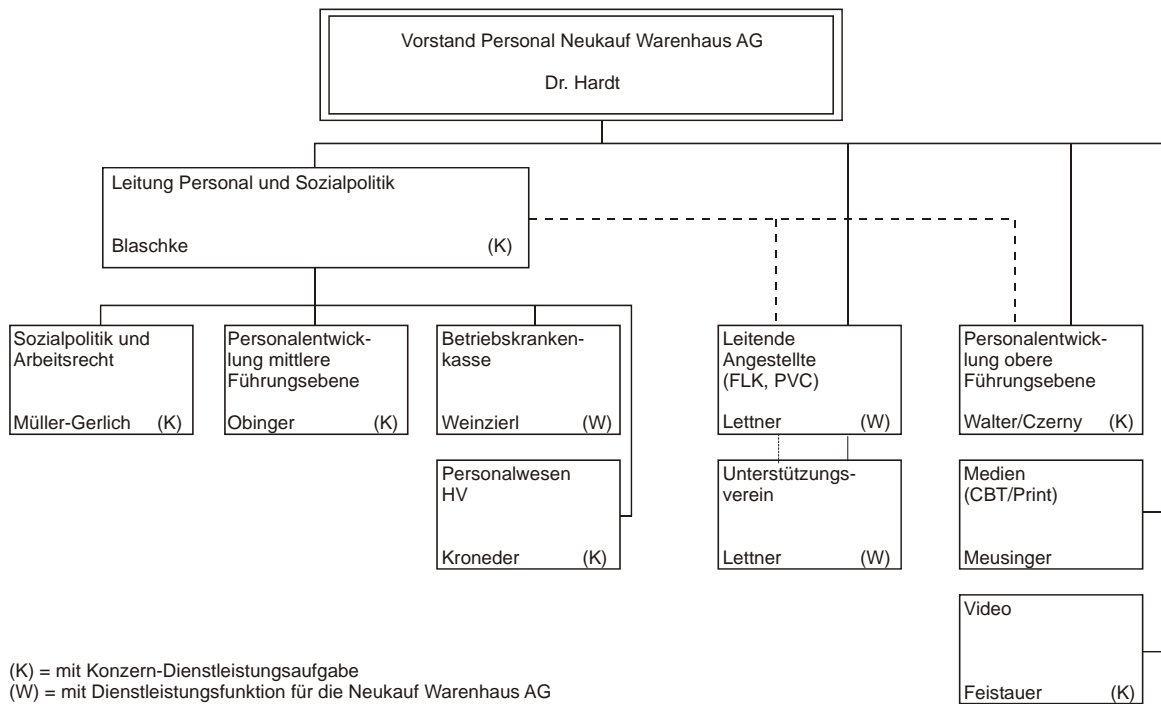 Vorstand Personal Neukauf Warenhaus AG
Dr. Hardt
Leitung Personal und Sozialpolitik
Blaschke (K)
Sozialpolitik und
Arbeitsrecht
Müller-Gerlich (K)
Personalentwick-
lung mittlere
Führungsebene
Obinger (K)
Betriebskranken-
kasse
Weinzierl (W)
Leitende
Angestellte
(FLK, PVC)
Lettner (W)
Personalentwick-
lung obere
Führungsebene
Walter/Czerny (K)
Personalwesen
HV
Kroneder (K)
Unterstützungs-
verein
Lettner (W)
Medien
(CBT/Print)
Meusinger
Video
Feistauer (K)
(K) = mit Konzern-Dienstleistungsaufgabe
(W) = mit Dienstleistungsfunktion für die Neukauf Warenhaus AG